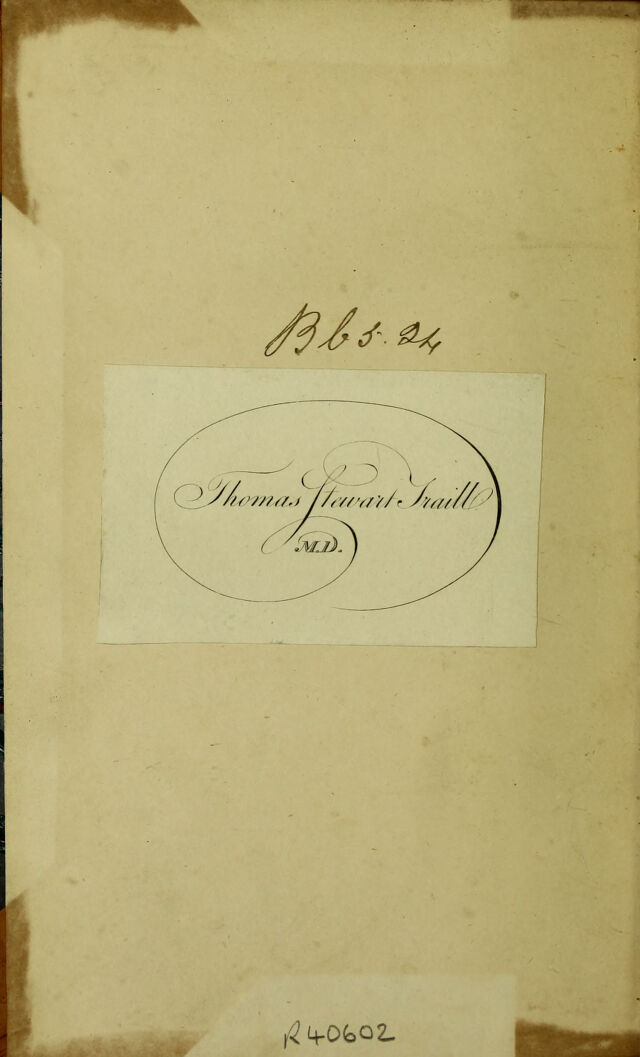 Bb5.24
Thomas Stewart Traill
M.D.
R40602